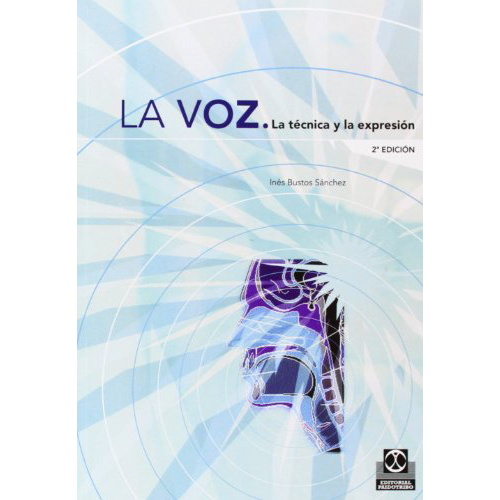 LA VOZ. La técnica y la expresión
2ª EDICIÓN
Inés Bustos Sánchez
EDITORIAL
PAIDOTRIBO